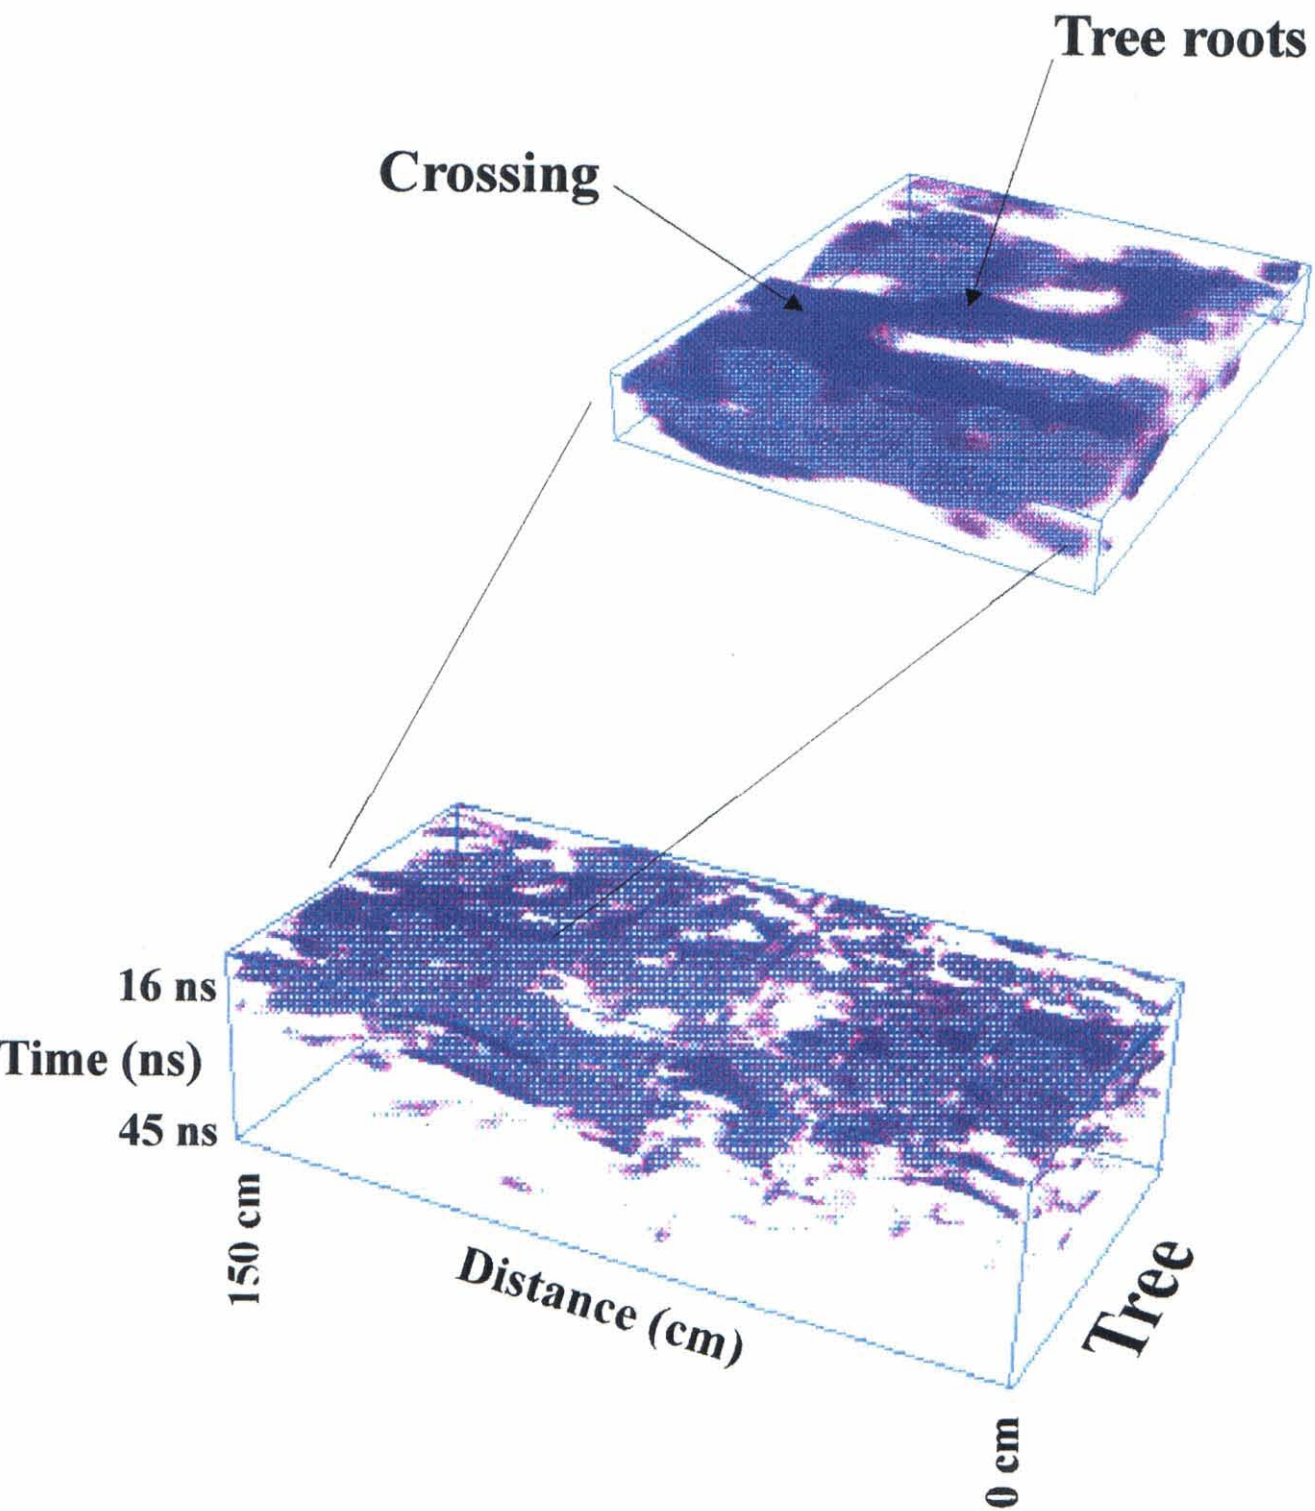 Tree roots
Crossing
16 ns
Time (ns)
45 ns
150 cm
Distance (cm)
Tree
0 cm